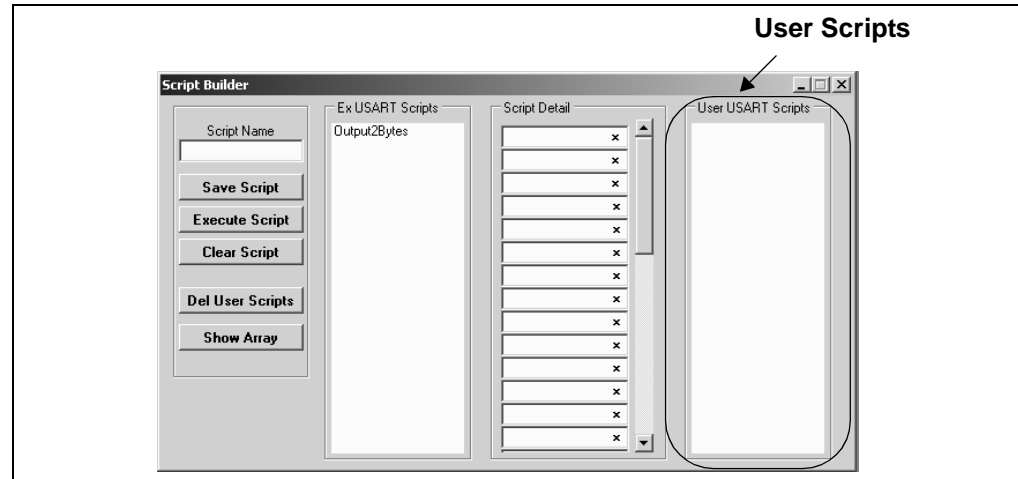 User Scripts
Script Builder
Script Name
Save Script
Execute Script
Clear Script
Del User Scripts
Show Array
Ex USART Scripts
Output2Bytes
Script Detail
x
x
x
x
x
x
x
x
x
x
x
x
x
x
User USART Scripts